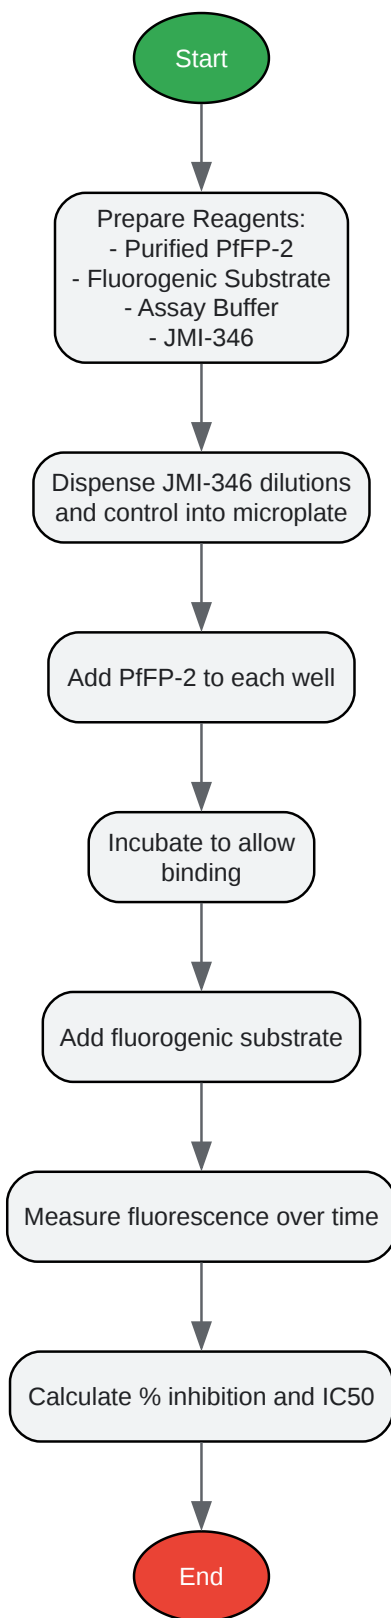 Start
Prepare Reagents:
- Purified PfFP-2
- Fluorogenic Substrate
- Assay Buffer
- JMI-346
Dispense JMI-346 dilutions
and control into microplate
Add PfFP-2 to each well
Incubate to allow
binding
Add fluorogenic substrate
Measure fluorescence over time
Calculate % inhibition and IC50
End